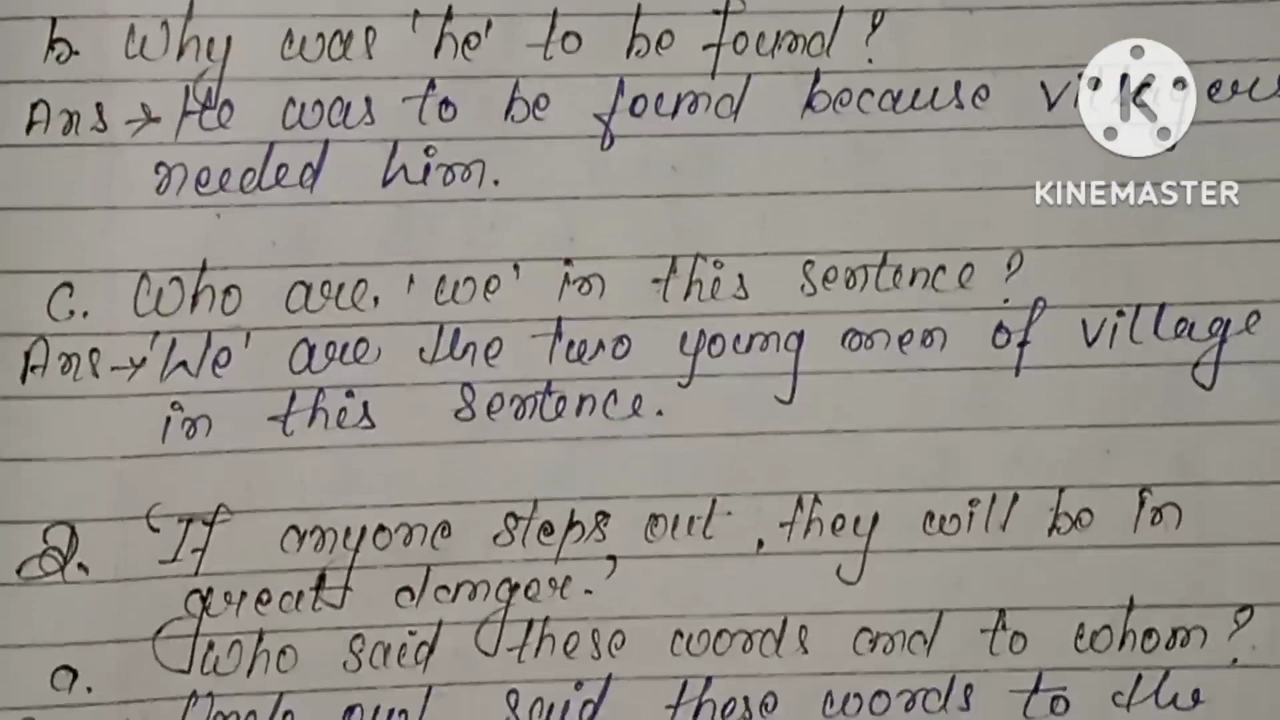 b. Why was 'he' to be found?
Ans → He was to be found because
needed him.
KINEMASTER
c. Who are, 'we' in this sentence?
Ans → 'We' are the two young men of village
in this sentence.
2. 'If anyone steps out, they will be in
great danger.'
a. Who said these words and to whom?
said these words to the